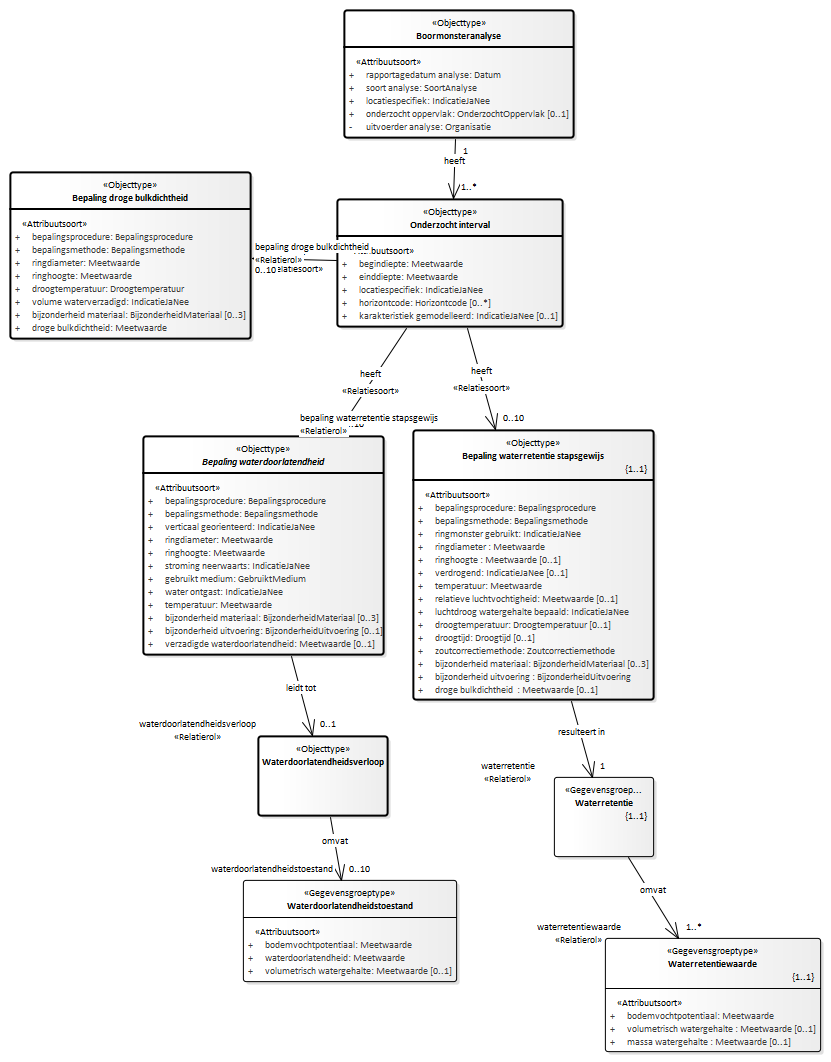 «Objecttype»
Boormonsteranalyse
«Attribuutsoort»
+ rapportagedatum analyse: Datum
+ soort analyse: SoortAnalyse
+ locatiespecifiek: IndicatieJaNee
+ onderzocht oppervlak: OnderzochtOppervlak [0..1]
- uitvoerder analyse: Organisatie
1
heeft
1..*
«Objecttype»
Bepaling droge bulkdichtheid
«Attribuutsoort»
+ bepalingsprocedure: Bepalingsprocedure
+ bepalingsmethode: Bepalingsmethode
+ ringdiameter: Meetwaarde
+ ringhoogte: Meetwaarde
+ droogtemperatuur: Droogtemperatuur
+ volume waterverzadigd: IndicatieJaNee
+ bijzonderheid materiaal: BijzonderheidMateriaal [0..3]
+ droge bulkdichtheid: Meetwaarde
bepaling droge bulkdichtheid
«Relatierol»
0..10
elatiesoort»
«Objecttype»
Onderzocht interval
buutsoort»
+ begindiepte: Meetwaarde
+ einddiepte: Meetwaarde
+ locatiespecifiek: IndicatieJaNee
+ horizontcode: Horizontcode [0..*]
+ karakteristiek gemodelleerd: IndicatieJaNee [0..1]
heeft
«Relatiesoort»
bepaling waterretentie stapsgewijs
«Relatierol»
heeft
«Relatiesoort»
0..10
«Objecttype»
Bepaling waterdoorlatendheid
«Attribuutsoort»
+ bepalingsprocedure: Bepalingsprocedure
+ bepalingsmethode: Bepalingsmethode
+ verticaal georienteerd: IndicatieJaNee
+ ringdiameter: Meetwaarde
+ ringhoogte: Meetwaarde
+ stroming neerwaarts: IndicatieJaNee
+ gebruikt medium: GebruiktMedium
+ water ontgast: IndicatieJaNee
+ temperatuur: Meetwaarde
+ bijzonderheid materiaal: BijzonderheidMateriaal [0..3]
+ bijzonderheid uitvoering: BijzonderheidUitvoering [0..1]
+ verzadigde waterdoorlatendheid: Meetwaarde [0..1]
«Objecttype»
Bepaling waterretentie stapsgewijs
{1..1}
«Attribuutsoort»
+ bepalingsprocedure: Bepalingsprocedure
+ bepalingsmethode: Bepalingsmethode
+ ringmonster gebruikt: IndicatieJaNee
+ ringdiameter : Meetwaarde
+ ringhoogte : Meetwaarde [0..1]
+ verdrogend: IndicatieJaNee [0..1]
+ temperatuur: Meetwaarde
+ relatieve luchtvochtigheid: Meetwaarde [0..1]
+ luchtdroog watergehalte bepaald: IndicatieJaNee
+ droogtemperatuur: Droogtemperatuur [0..1]
+ droogtijd: Droogtijd [0..1]
+ zoutcorrectiemethode: Zoutcorrectiemethode
+ bijzonderheid materiaal: BijzonderheidMateriaal [0..3]
+ bijzonderheid uitvoering : BijzonderheidUitvoering
+ droge bulkdichtheid : Meetwaarde [0..1]
leidt tot
waterdoorlatendheidsverloop
«Relatierol»
0..1
«Objecttype»
Waterdoorlatendheidsverloop
omvat
waterdoorlatendheidstoestand
0..10
«Gegevensgroeptype»
Waterdoorlatendheidstoestand
«Attribuutsoort»
+ bodemvochtpotentiaal: Meetwaarde
+ waterdoorlatendheid: Meetwaarde
+ volumetrisch watergehalte: Meetwaarde [0..1]
resulteert in
waterretentie
«Relatierol»
1
«Gegevensgroep...
Waterretentie
{1..1}
omvat
waterretentiewaarde
«Relatierol»
1..*
«Gegevensgroeptype»
Waterretentiewaarde
{1..1}
«Attribuutsoort»
+ bodemvochtpotentiaal: Meetwaarde
+ volumetrisch watergehalte : Meetwaarde [0..1]
+ massa watergehalte : Meetwaarde [0..1]